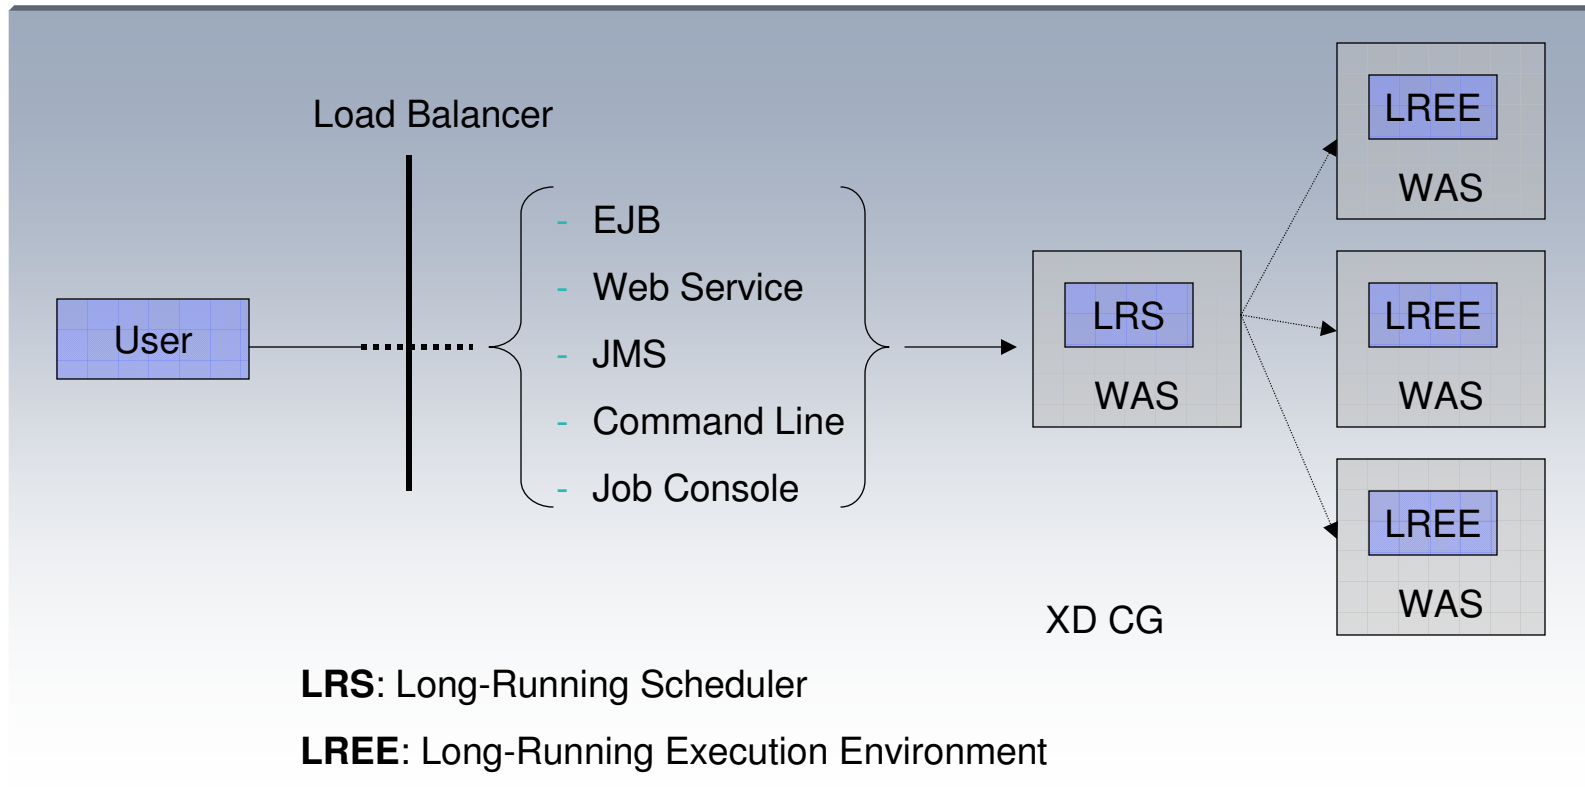 Load Balancer
User
- EJB
- Web Service
- JMS
- Command Line
- Job Console
LRS
WAS
LREE
WAS
LREE
WAS
LREE
WAS
XD CG
LRS: Long-Running Scheduler
LREE: Long-Running Execution Environment